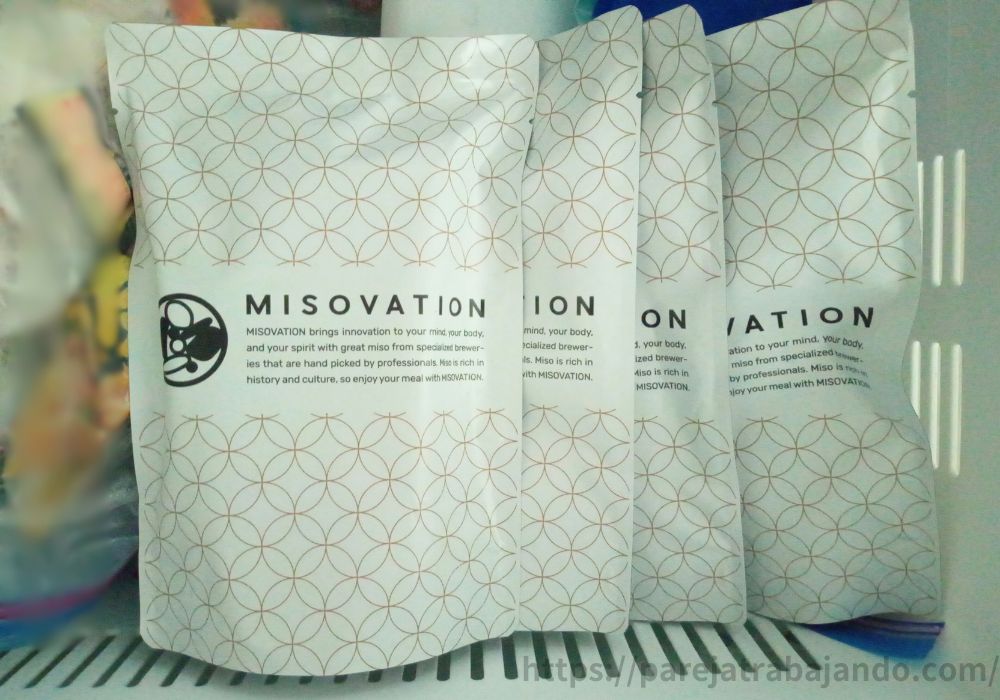 MISOVATION
MISOVATION brings innovation to your mind, your body,
and your spirit with great miso from specialized brewer-
ies that are hand picked by professionals. Miso is rich in
history and culture, so enjoy your meal with MISOVATION.
ION
mind, your body,
ecialized brewer-
ls. Miso is rich in
with MISOVATION.
ON
d, your body,
ized brewer-
Miso is rich in
MISOVATION.
VATION
ation to your mind, your body,
miso from specialized brewer-
by professionals. Miso is rich in
njoy your meal with MISOVATION.
https://parejatrabajando.com/